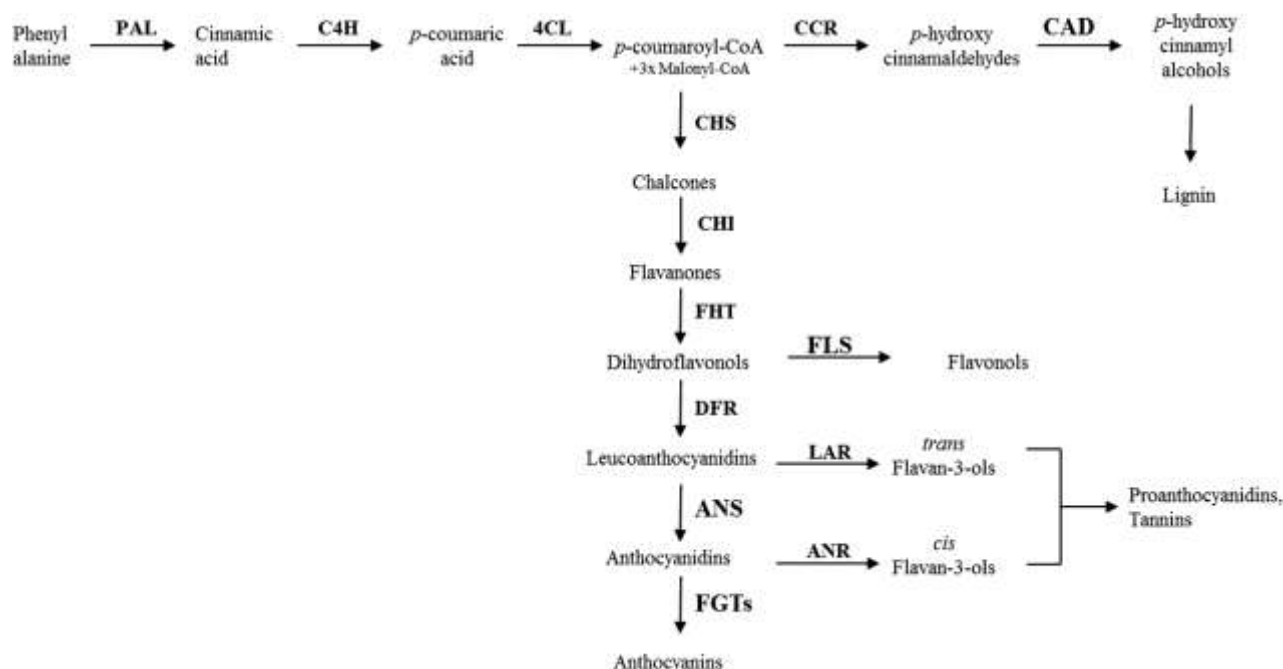 PAL
C4H
4CL
CCR
CAD
Phenyl
alanine
Cinnamic
acid
p-coumaric
acid
p-coumaroyl-CoA
+3x Malonyl-CoA
p-hydroxy
cinnamaldehydes
p-hydroxy
cinnamyl
alcohols
CHS
Chalcones
Lignin
CHI
Flavanones
FHT
Dihydroflavonols
FLS
Flavonols
DFR
Leucoanthocyanidins
LAR
trans
Flavan-3-ols
Proanthocyanidins,
Tannins
ANS
Anthocyanidins
ANR
cis
Flavan-3-ols
FGTs
Anthocyanins